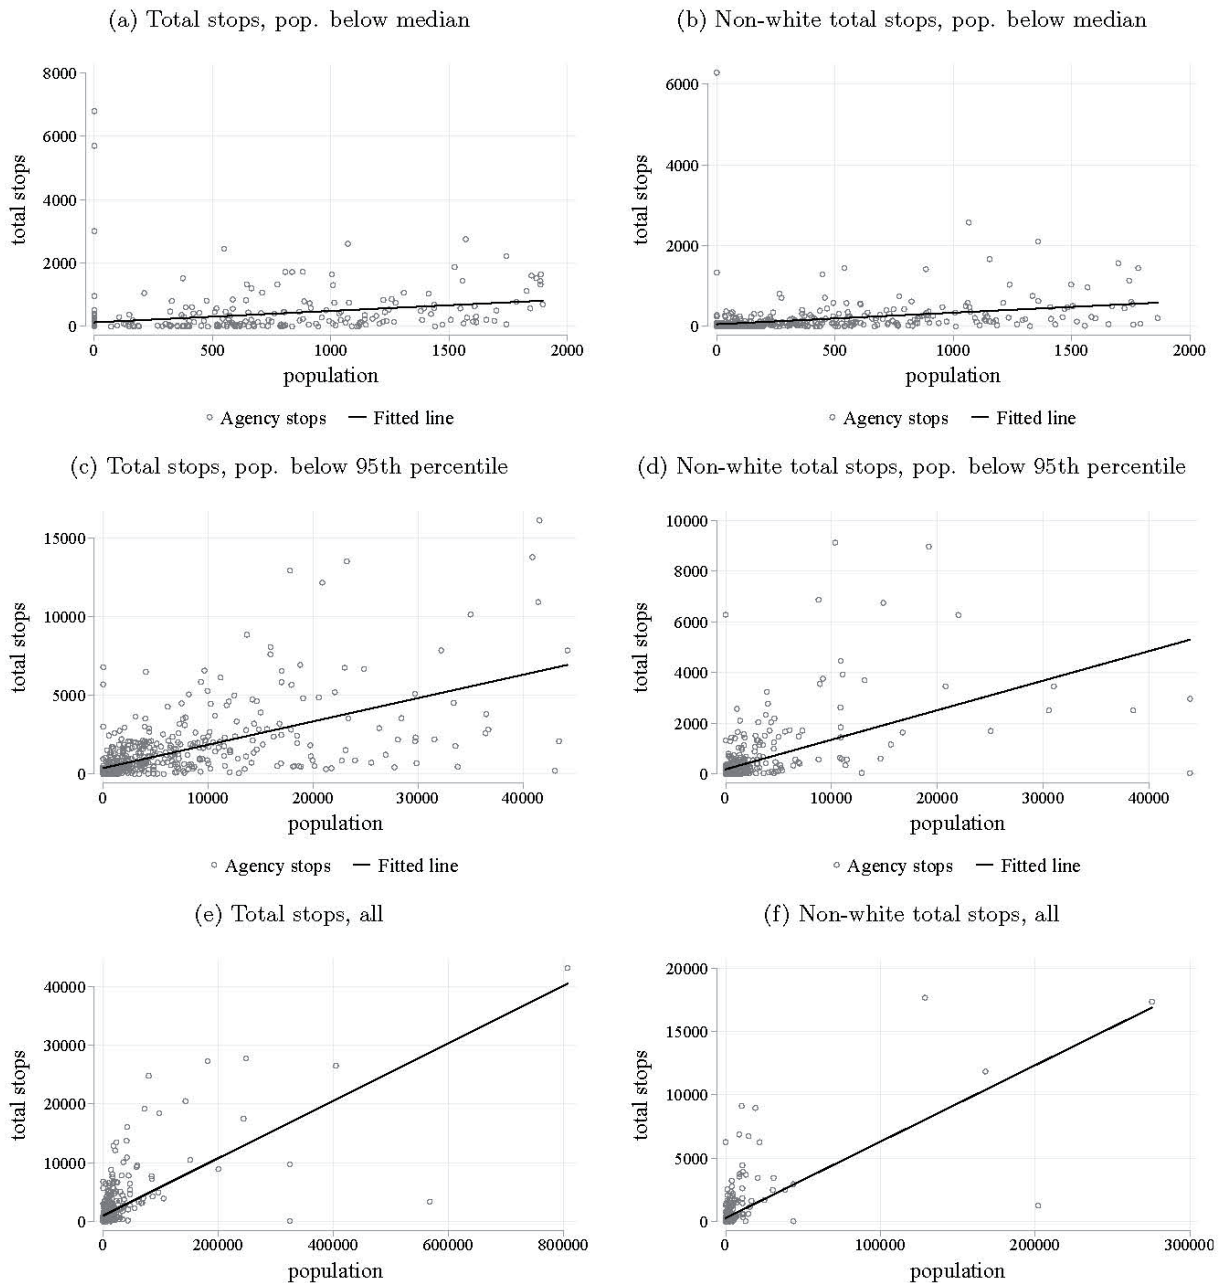 (a) Total stops, pop. below median
(b) Non-white total stops, pop. below median
8000
6000
4000
2000
0
total stops
0 500 1000 1500 2000
population
○ Agency stops — Fitted line
6000
4000
2000
0
total stops
0 500 1000 1500 2000
population
○ Agency stops — Fitted line
(c) Total stops, pop. below 95th percentile
(d) Non-white total stops, pop. below 95th percentile
15000
10000
5000
0
total stops
0 10000 20000 30000 40000
population
○ Agency stops — Fitted line
10000
8000
6000
4000
2000
0
total stops
0 10000 20000 30000 40000
population
○ Agency stops — Fitted line
(e) Total stops, all
(f) Non-white total stops, all
40000
30000
20000
10000
0
total stops
0 200000 400000 600000 800000
population
20000
15000
10000
5000
0
total stops
0 100000 200000 300000
population